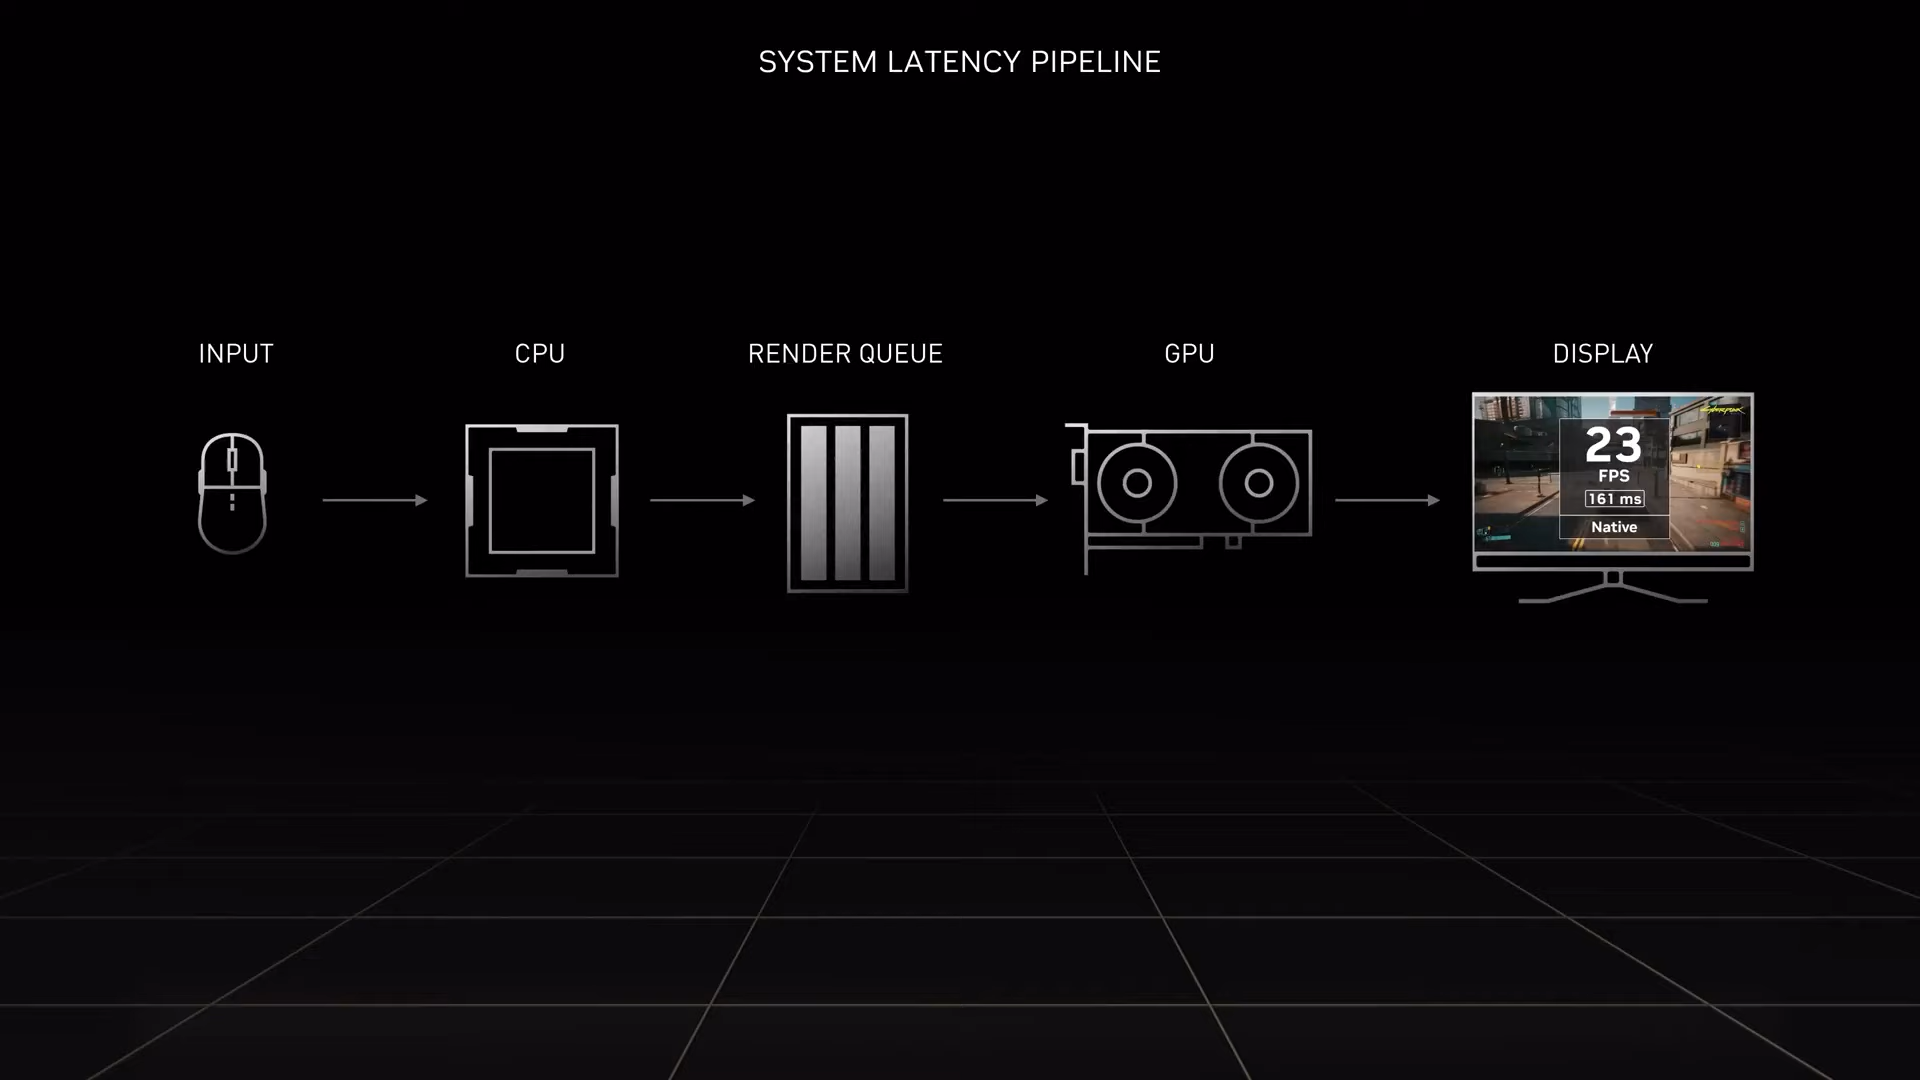 SYSTEM LATENCY PIPELINE
INPUT
CPU
RENDER QUEUE
GPU
DISPLAY
23
FPS
161 ms
Native